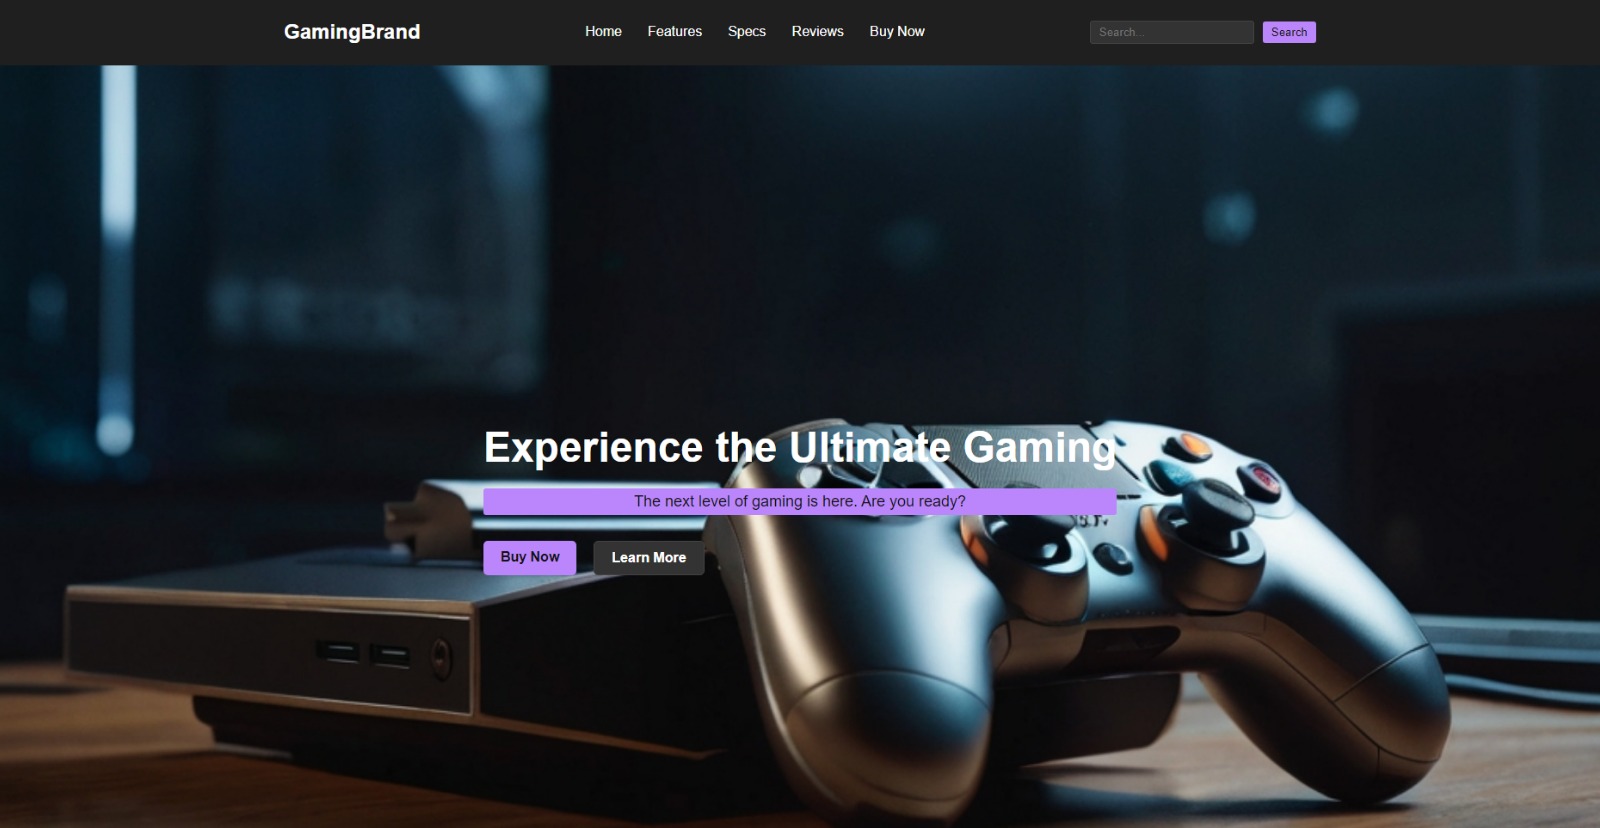 GamingBrand
Home Features Specs Reviews Buy Now
Search... Search
Experience the Ultimate Gaming
The next level of gaming is here. Are you ready?
Buy Now Learn More